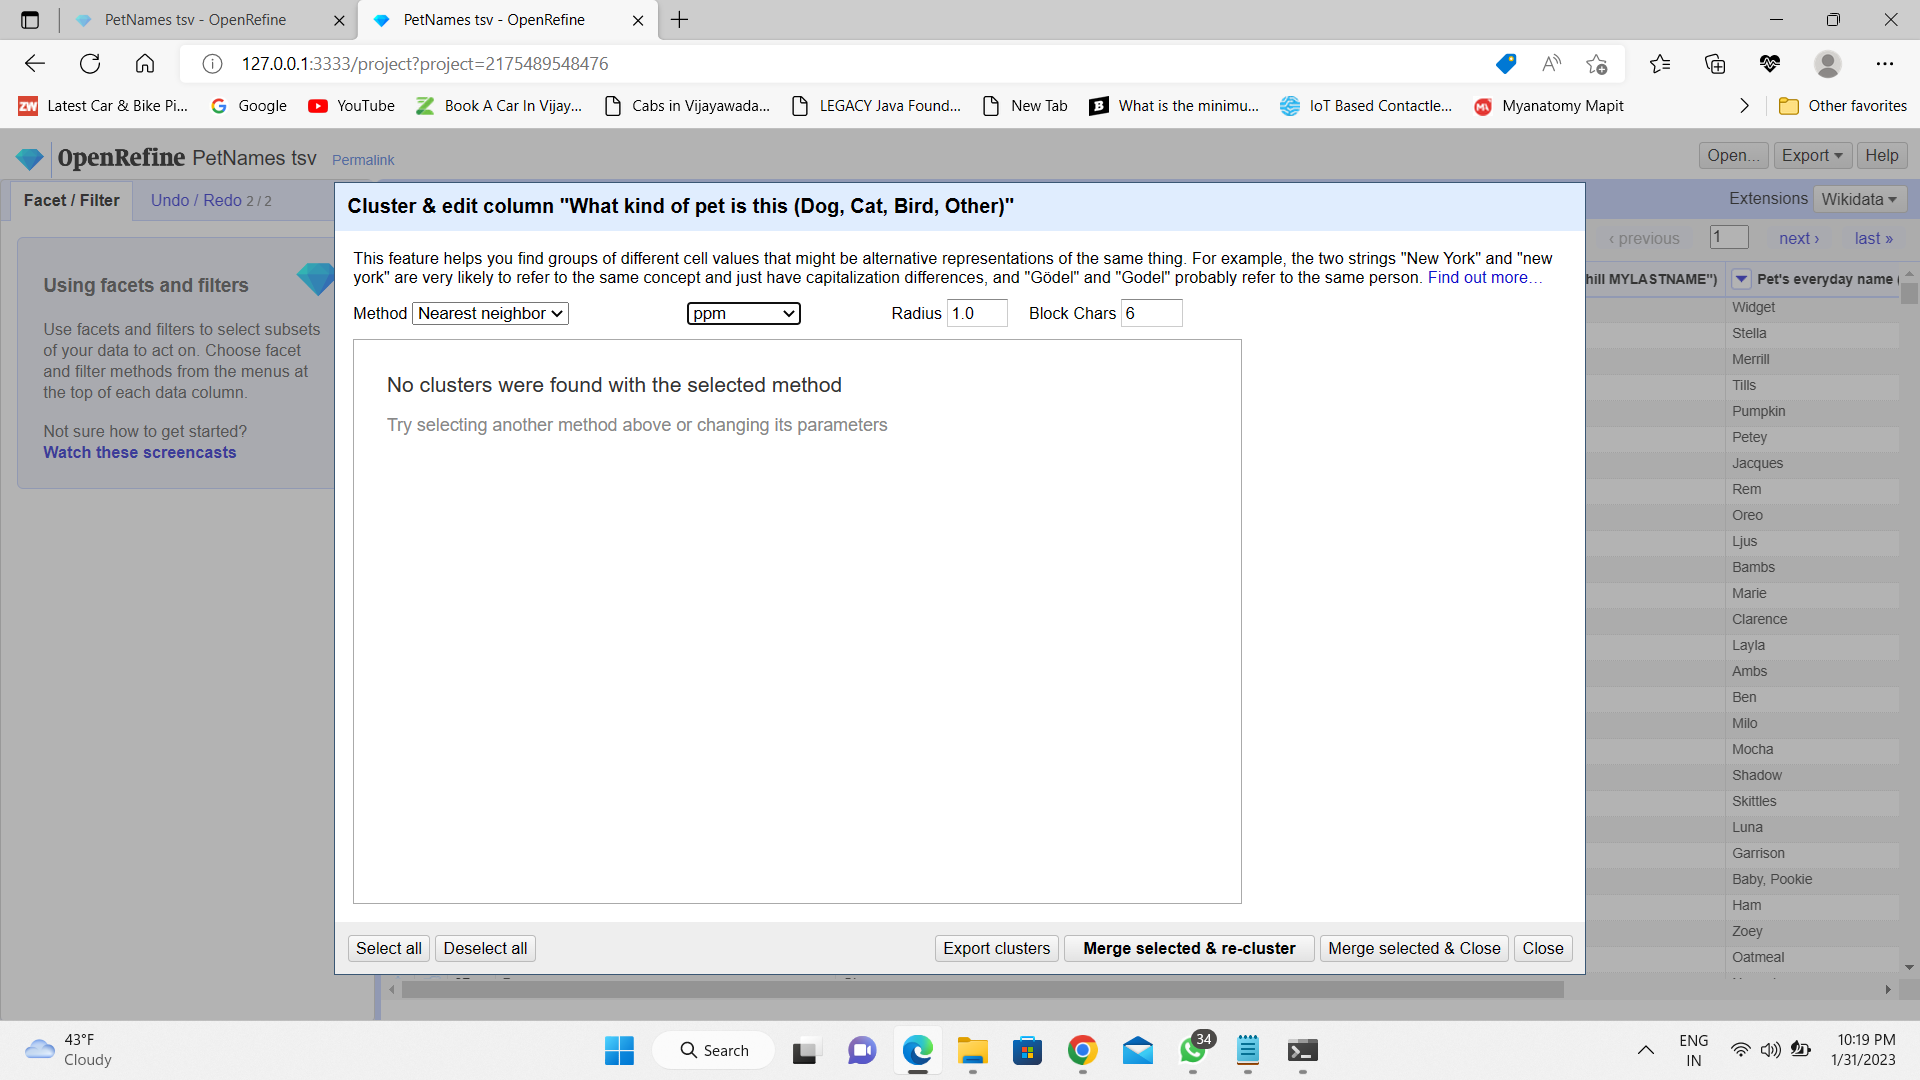 PetNames tsv - OpenRefine
PetNames tsv - OpenRefine
127.0.0.1:3333/project?project=2175489548476
Latest Car & Bike Pi...
Google
YouTube
Book A Car In Vijay...
Cabs in Vijayawada...
LEGACY Java Found...
New Tab
What is the minimu...
IoT Based Contactle...
Myanatomy Mapit
Other favorites
OpenRefine PetNames tsv Permalink
Open... Export Help
Facet / Filter Undo / Redo 2 / 2
Extensions Wikidata
‹ previous 1 next › last »
Using facets and filters
Use facets and filters to select subsets
of your data to act on. Choose facet
and filter methods from the menus at
the top of each data column.
Not sure how to get started?
Watch these screencasts
Cluster & edit column "What kind of pet is this (Dog, Cat, Bird, Other)"
This feature helps you find groups of different cell values that might be alternative representations of the same thing. For example, the two strings "New York" and "new
york" are very likely to refer to the same concept and just have capitalization differences, and "Gödel" and "Godel" probably refer to the same person. Find out more...
Method Nearest neighbor ppm Radius 1.0 Block Chars 6
No clusters were found with the selected method
Try selecting another method above or changing its parameters
Select all Deselect all Export clusters Merge selected & re-cluster Merge selected & Close Close
hill MYLASTNAME") Pet's everyday name
Widget
Stella
Merrill
Tills
Pumpkin
Petey
Jacques
Rem
Oreo
Ljus
Bambs
Marie
Clarence
Layla
Ambs
Ben
Milo
Mocha
Shadow
Skittles
Luna
Garrison
Baby, Pookie
Ham
Zoey
Oatmeal
43°F
Cloudy
Search
34
ENG
IN
10:19 PM
1/31/2023